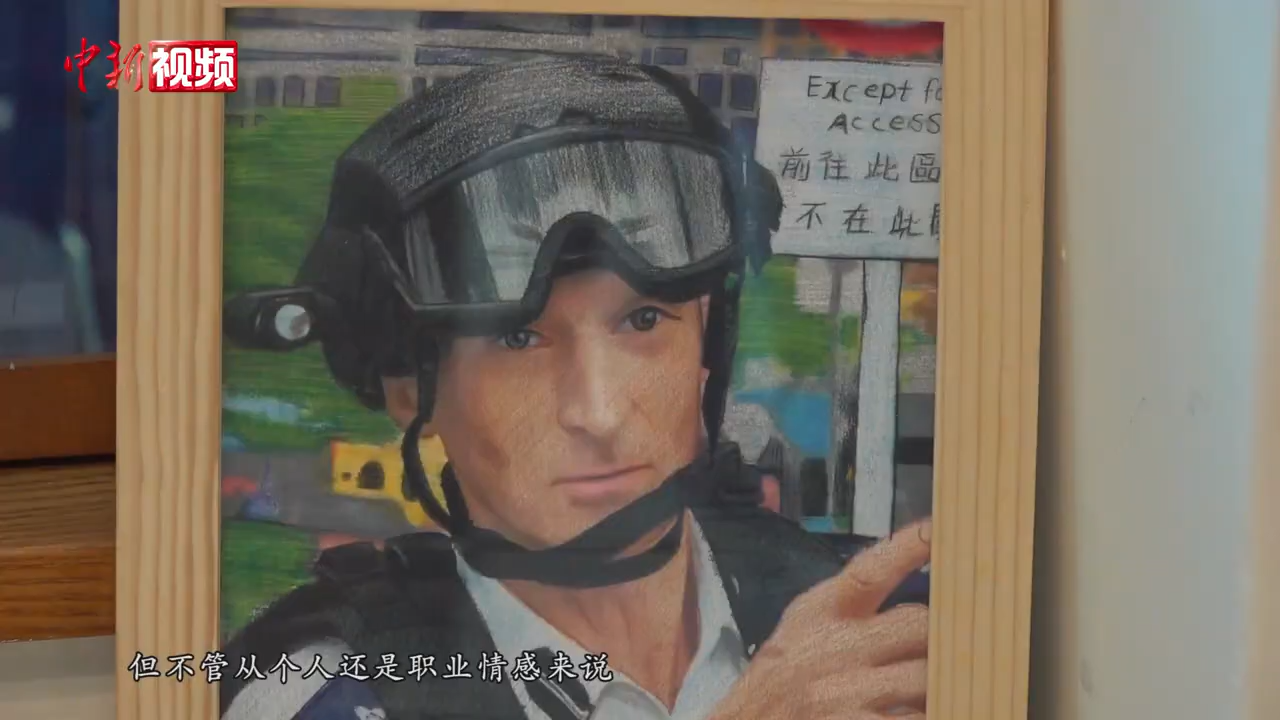 中新视频
Except fo
Access
前往此區
不在此
但不管从个人还是职业情感来说